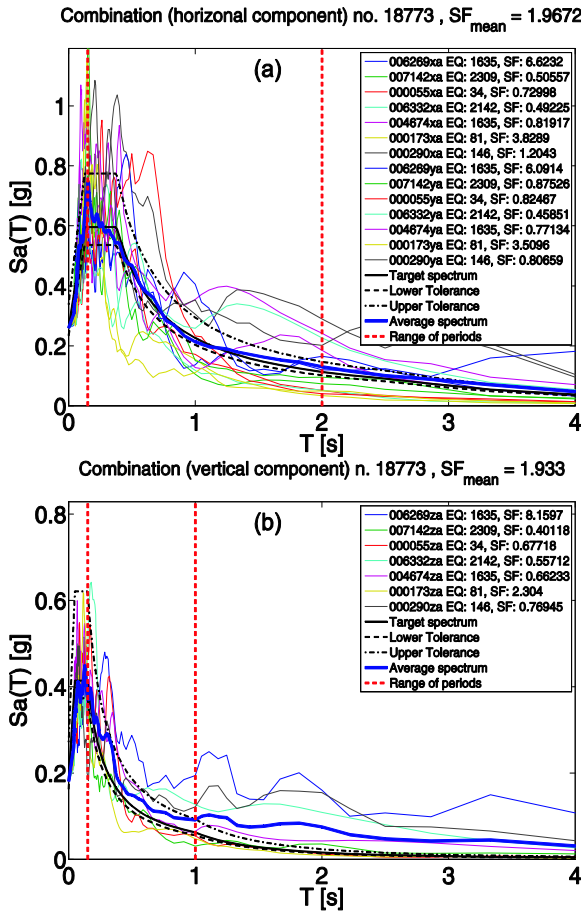 Combination (horizonal component) no. 18773 , SFmean = 1.9672
(a)
006269xa EQ: 1635, SF: 6.6232
007142xa EQ: 2309, SF: 0.50557
000055xa EQ: 34, SF: 0.72998
006332xa EQ: 2142, SF: 0.49225
004674xa EQ: 1635, SF: 0.81917
000173xa EQ: 81, SF: 3.8289
000290xa EQ: 146, SF: 1.2043
006269ya EQ: 1635, SF: 6.0914
007142ya EQ: 2309, SF: 0.87526
000055ya EQ: 34, SF: 0.82467
006332ya EQ: 2142, SF: 0.45851
004674ya EQ: 1635, SF: 0.77134
000173ya EQ: 81, SF: 3.5096
000290ya EQ: 146, SF: 0.80659
Target spectrum
Lower Tolerance
Upper Tolerance
Average spectrum
Range of periods
Sa(T) [g]
1
0.8
0.6
0.4
0.2
0
0 1 2 3 4
T [s]
Combination (vertical component) n. 18773 , SFmean = 1.933
(b)
006269za EQ: 1635, SF: 8.1597
007142za EQ: 2309, SF: 0.40118
000055za EQ: 34, SF: 0.67718
006332za EQ: 2142, SF: 0.55712
004674za EQ: 1635, SF: 0.66233
000173za EQ: 81, SF: 2.304
000290za EQ: 146, SF: 0.76945
Target spectrum
Lower Tolerance
Upper Tolerance
Average spectrum
Range of periods
Sa(T) [g]
0.8
0.6
0.4
0.2
0
0 1 2 3 4
T [s]